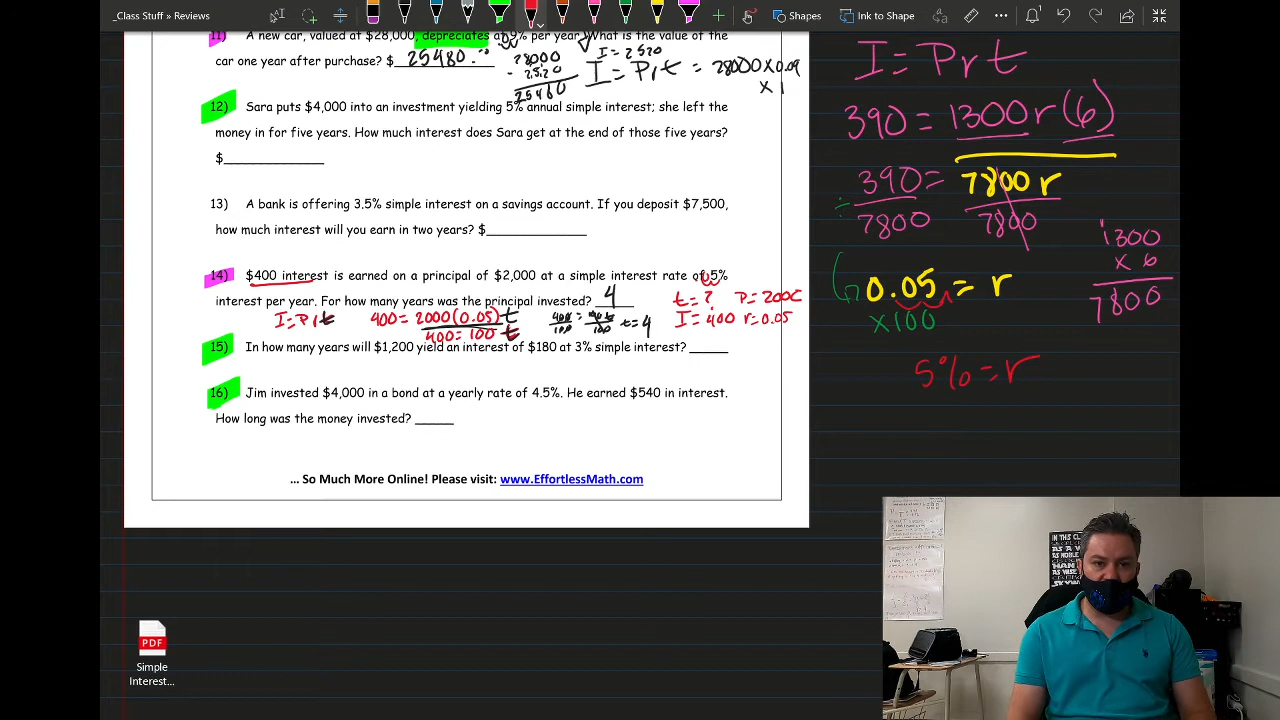 _Class Stuff » Reviews
Shapes
Ink to Shape
11) A new car, valued at $28,000, depreciates at 9% per year. What is the value of the
car one year after purchase? $ 25480.
I = 2520
28000
- 2520
25480
I = Prt = 28000 x 0.09
x 1
12) Sara puts $4,000 into an investment yielding 5% annual simple interest; she left the
money in for five years. How much interest does Sara get at the end of those five years?
$______________
13) A bank is offering 3.5% simple interest on a savings account. If you deposit $7,500,
how much interest will you earn in two years? $______________
14) $400 interest is earned on a principal of $2,000 at a simple interest rate of 5%
interest per year. For how many years was the principal invested? 4
t = ? P = 2000
I = Prt 400 = 2000(0.05)t
400 = 100 t
t = 4
I = 400 r = 0.05
15) In how many years will $1,200 yield an interest of $180 at 3% simple interest? _____
16) Jim invested $4,000 in a bond at a yearly rate of 4.5%. He earned $540 in interest.
How long was the money invested? _____
... So Much More Online! Please visit: www.EffortlessMath.com
I = Prt
390 = 1300r(6)
390 = 7800 r
÷ 7800 7800
1300
x 6
7800
0.05 = r
x100
5% = r
PDF
Simple
Interest...
IN THIS CL